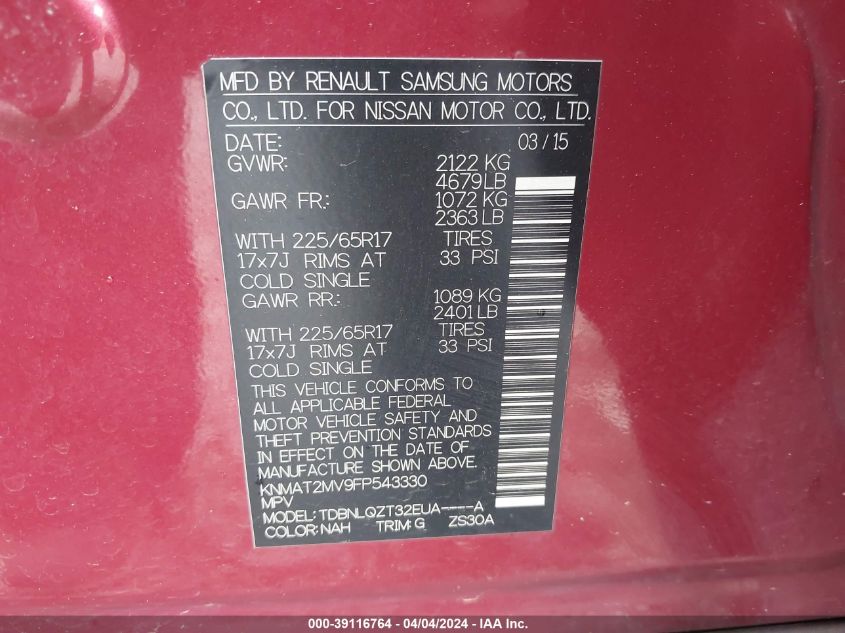 MFD BY RENAULT SAMSUNG MOTORS
CO., LTD. FOR NISSAN MOTOR CO., LTD.
DATE: 03/15
GVWR: 2122 KG
4679LB
GAWR FR.: 1072 KG
2363 LB
WITH 225/65R17 TIRES
17x7J RIMS AT 33 PSI
COLD SINGLE
GAWR RR.: 1089 KG
2401 LB
WITH 225/65R17 TIRES
17x7J RIMS AT 33 PSI
COLD SINGLE
THIS VEHICLE CONFORMS TO
ALL APPLICABLE FEDERAL
MOTOR VEHICLE SAFETY AND
THEFT PREVENTION STANDARDS
IN EFFECT ON THE DATE OF
MANUFACTURE SHOWN ABOVE.
KNMAT2MV9FP543330
MPV
MODEL: TDBNLQZT32EUA----A
COLOR: NAH TRIM: G ZS30A
000-39116764 - 04/04/2024 - IAA Inc.